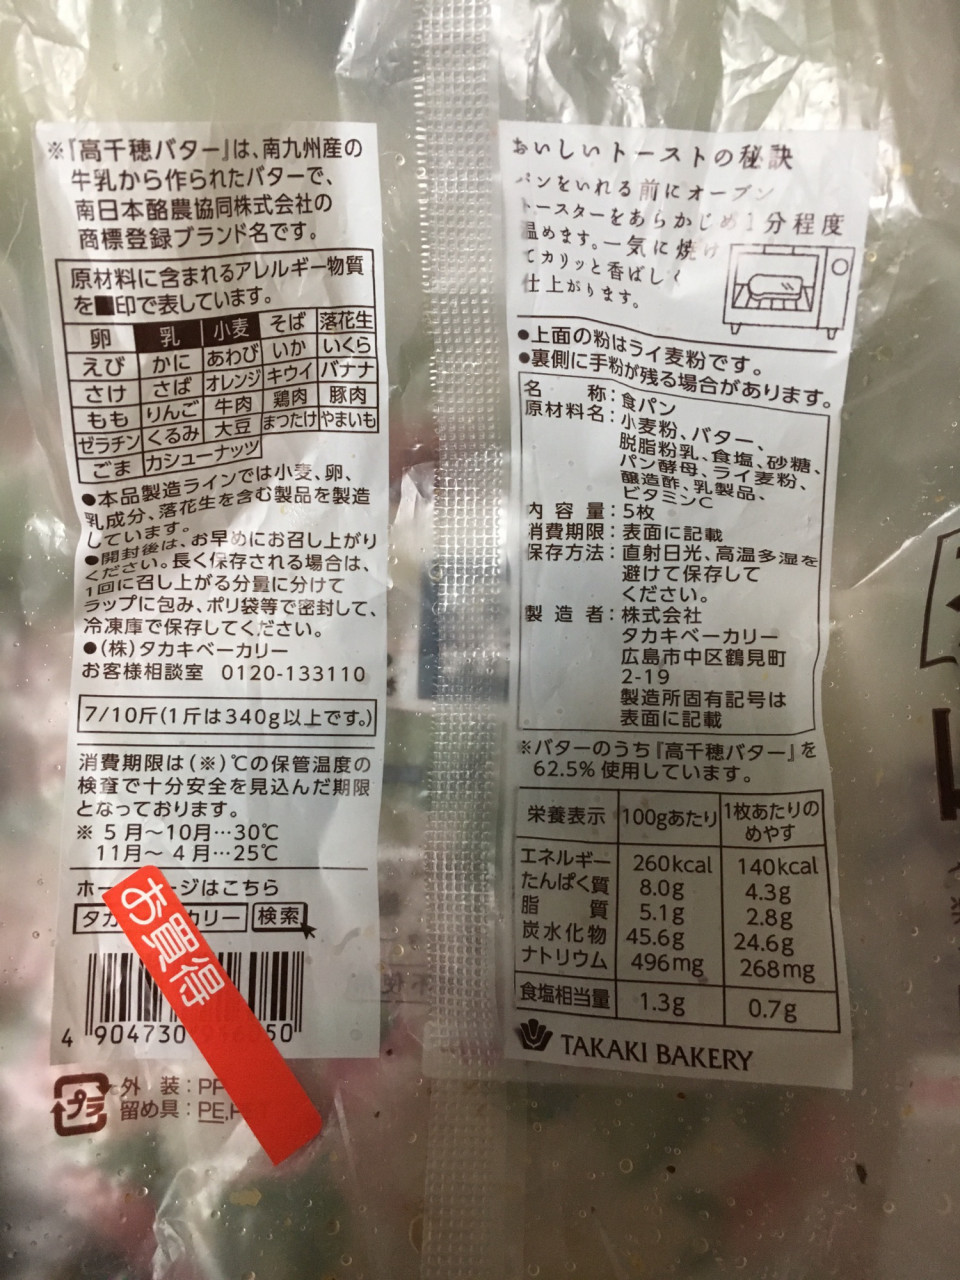 ※『高千穂バター』は、南九州産の
牛乳から作られたバターで、
南日本酪農協同株式会社の
商標登録ブランド名です。
原材料に含まれるアレルギー物質
を■印で表しています。
卵 乳 小麦 そば 落花生
えび かに あわび いか いくら
さけ さば オレンジ キウイ バナナ
もも りんご 牛肉 鶏肉 豚肉
ゼラチン くるみ 大豆 まつたけ やまいも
ごま カシューナッツ
●本品製造ラインでは小麦、卵、
乳成分、落花生を含む製品を製造
しています。
●開封後は、お早めにお召し上がり
ください。長く保存される場合は、
1回に召し上がる分量に分けて
ラップに包み、ポリ袋等で密封して、
冷凍庫で保存してください。
●(株)タカキベーカリー
お客様相談室 0120-133110
7/10斤(1斤は340g以上です。)
消費期限は(※)℃の保管温度の
検査で十分安全を見込んだ期限
となっております。
※ 5月〜10月…30℃
11月〜 4月…25℃
ホー ージはこちら
タカ カリー 検索
お買得
4 904730
プラ
外 装:PP
留め具:PE,P
おいしいトーストの秘訣
パンをいれる前にオーブン
トースターをあらかじめ1分程度
温めます。一気に焼け
てカリッと香ばしく
仕上がります。
●上面の粉はライ麦粉です。
●裏側に手粉が残る場合があります。
名 称:食パン
原材料名:小麦粉、バター、
脱脂粉乳、食塩、砂糖、
パン酵母、ライ麦粉、
醸造酢、乳製品、
ビタミンC
内 容 量:5枚
消費期限:表面に記載
保存方法:直射日光、高温多湿を
避けて保存して
ください。
製 造 者:株式会社
タカキベーカリー
広島市中区鶴見町
2-19
製造所固有記号は
表面に記載
※バターのうち『高千穂バター』を
62.5%使用しています。
栄養表示 100gあたり 1枚あたりの
めやす
エネルギー 260kcal 140kcal
たんぱく質 8.0g 4.3g
脂 質 5.1g 2.8g
炭水化物 45.6g 24.6g
ナトリウム 496mg 268mg
食塩相当量 1.3g 0.7g
TAKAKI BAKERY